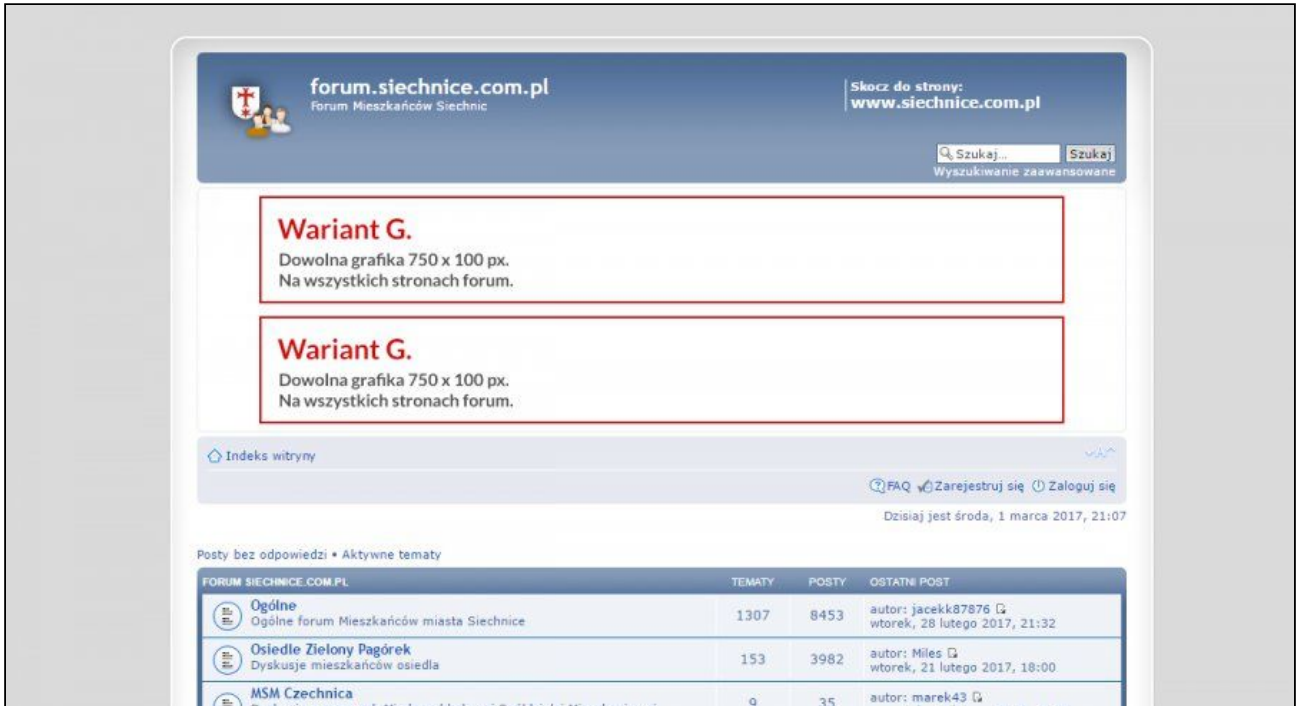 forum.siechnice.com.pl
Forum Mieszkańców Siechnic
Skocz do strony:
www.siechnice.com.pl
Szukaj... Szukaj
Wyszukiwanie zaawansowane
Wariant G.
Dowolna grafika 750 x 100 px.
Na wszystkich stronach forum.
Wariant G.
Dowolna grafika 750 x 100 px.
Na wszystkich stronach forum.
Indeks witryny
FAQ Zarejestruj się Zaloguj się
Dzisiaj jest środa, 1 marca 2017, 21:07
Posty bez odpowiedzi • Aktywne tematy
FORUM SIECHNICE.COM.PL TEMATY POSTY OSTATNI POST
Ogólne
Ogólne forum Mieszkańców miasta Siechnice
1307 8453
autor: jacekk87876
wtorek, 28 lutego 2017, 21:32
Osiedle Zielony Pagórek
Dyskusje mieszkańców osiedla
153 3982
autor: Miles
wtorek, 21 lutego 2017, 18:00
MSM Czechnica
9 35
autor: marek43